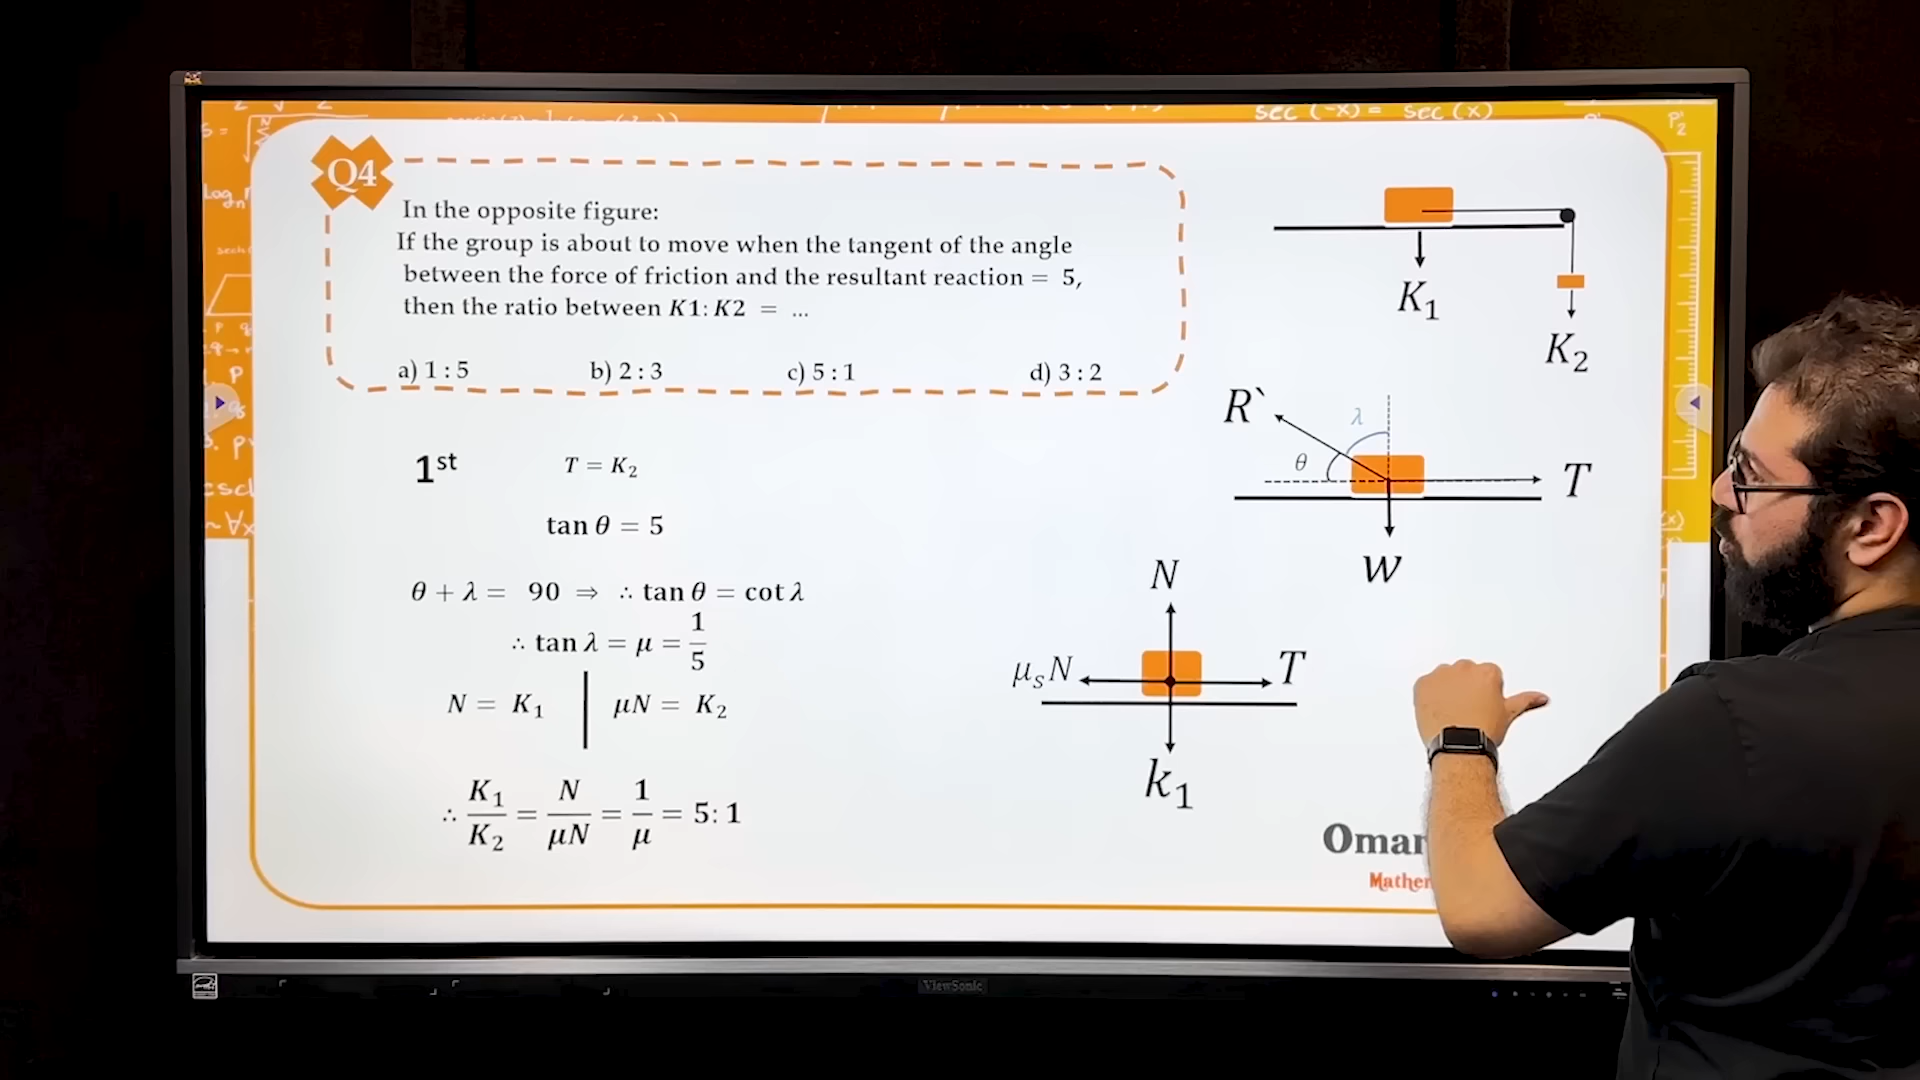 sec (-x) = sec (x)
Q4
In the opposite figure:
If the group is about to move when the tangent of the angle
between the force of friction and the resultant reaction = 5,
then the ratio between K1: K2 = ...
a) 1 : 5 b) 2 : 3 c) 5 : 1 d) 3 : 2
K₁
K₂
R`
λ
θ
T
w
1st
T = K₂
tan θ = 5
θ + λ = 90 ⇒ ∴ tan θ = cot λ
∴ tan λ = μ = 1/5
N = K₁ | μN = K₂
∴ K₁/K₂ = N/μN = 1/μ = 5: 1
N
μₛN
T
k₁
Omar
Mather
ViewSonic